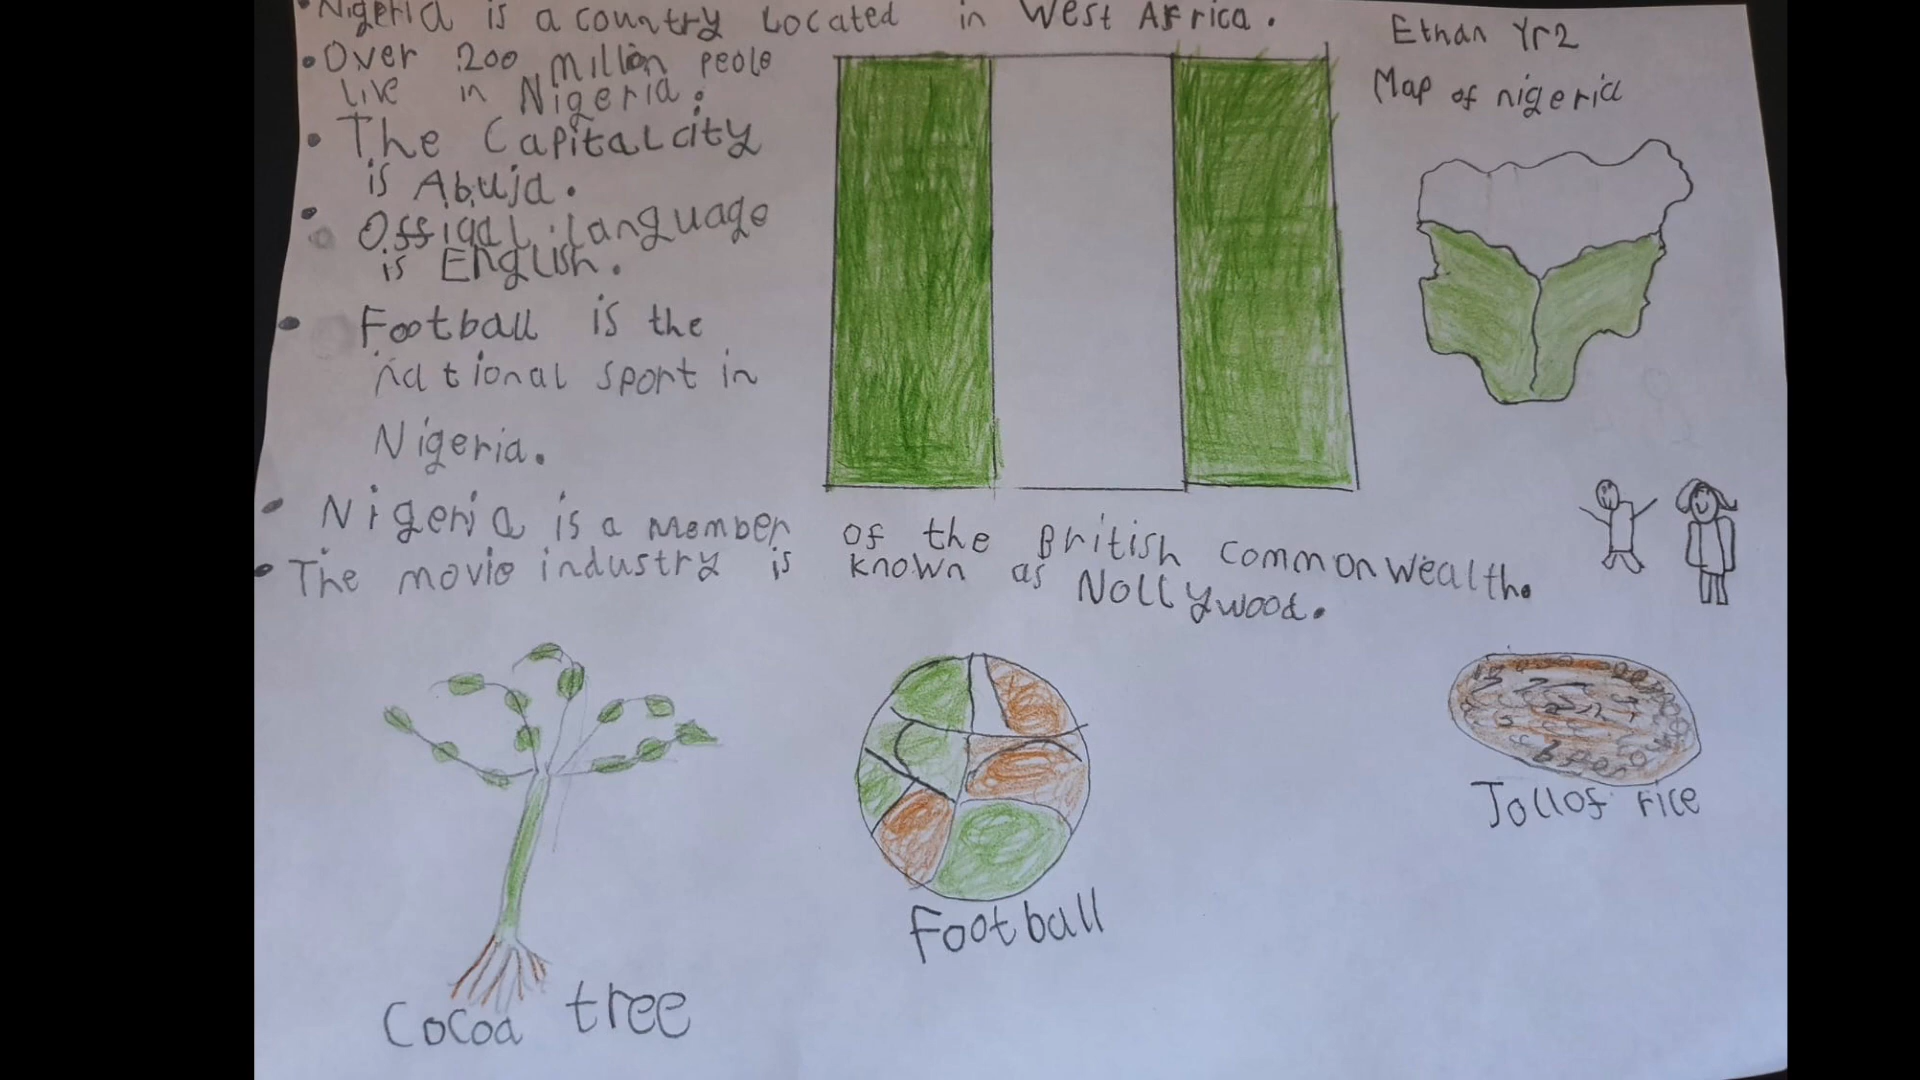 • Nigeria is a country Located in West Africa.
• Over 200 million peole
live in Nigeria.
• The Capital city
is Abuja.
• Offical language
is English.
• Football is the
national sport in
Nigeria.
• Nigeria is a member of the British commonwealth.
• The movie industry is known as Nollywood.
Ethan Yr2
Map of nigeria
Cocoa tree
Football
Jollof rice